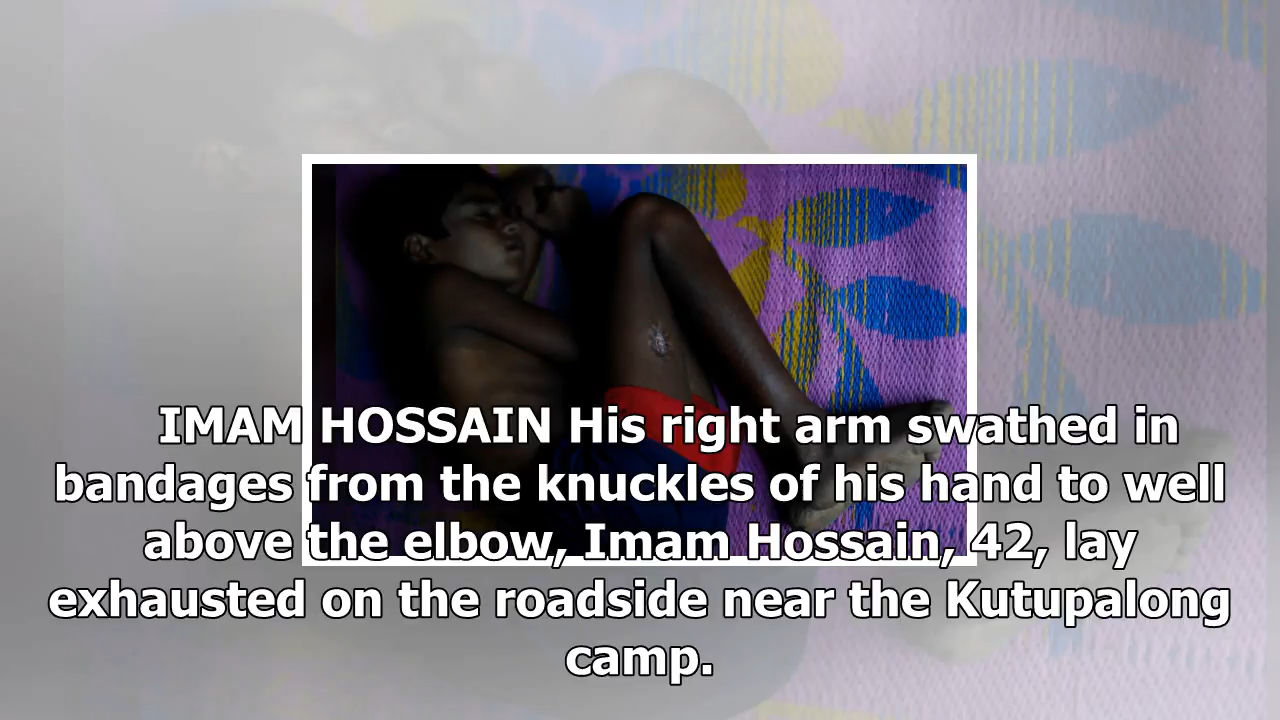 IMAM HOSSAIN His right arm swathed in
bandages from the knuckles of his hand to well
above the elbow, Imam Hossain, 42, lay
exhausted on the roadside near the Kutupalong
camp.